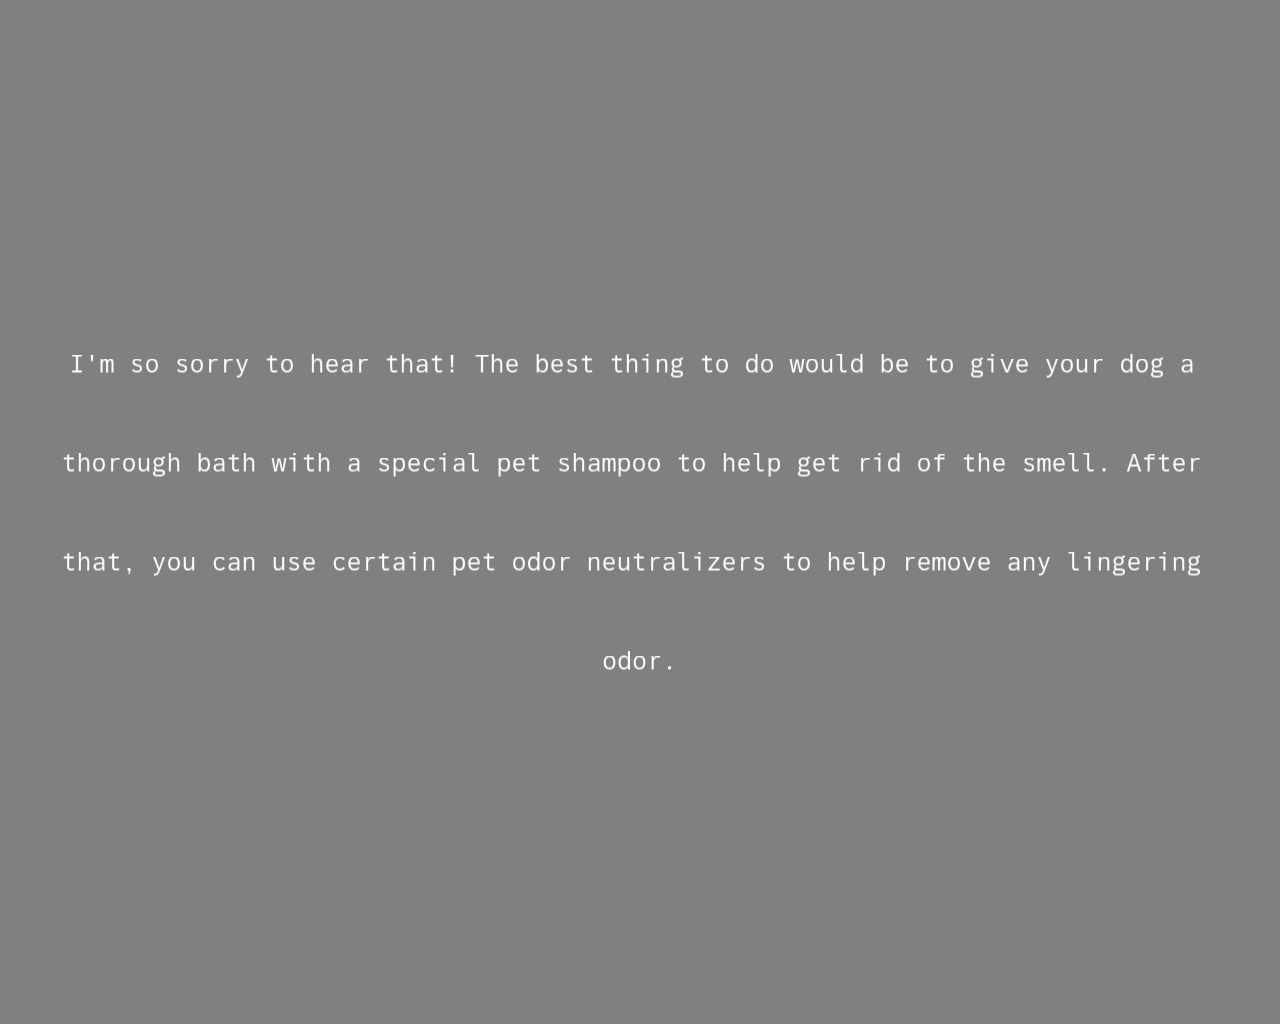 I'm so sorry to hear that! The best thing to do would be to give your dog a
thorough bath with a special pet shampoo to help get rid of the smell. After
that, you can use certain pet odor neutralizers to help remove any lingering
odor.